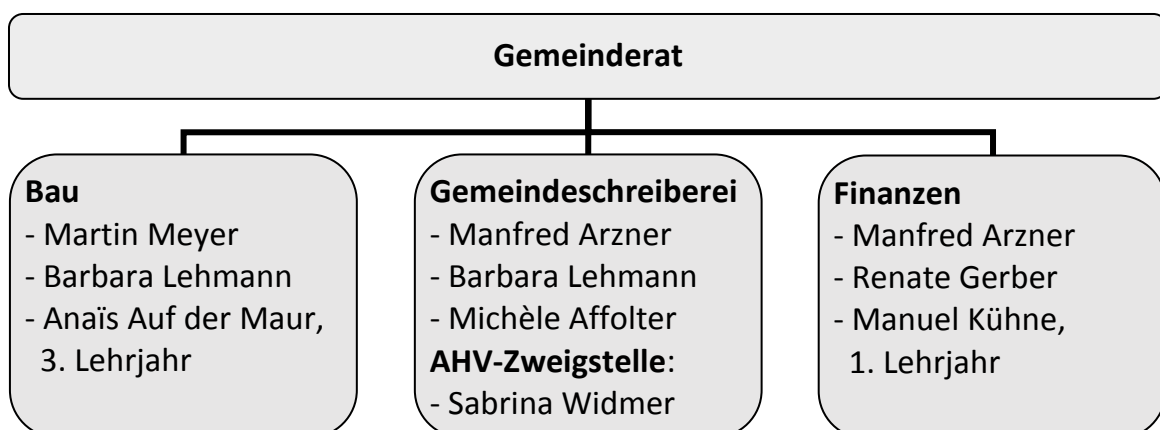 Gemeinderat
Bau
- Martin Meyer
- Barbara Lehmann
- Anaïs Auf der Maur,
3. Lehrjahr
Gemeindeschreiberei
- Manfred Arzner
- Barbara Lehmann
- Michèle Affolter
AHV-Zweigstelle:
- Sabrina Widmer
Finanzen
- Manfred Arzner
- Renate Gerber
- Manuel Kühne,
1. Lehrjahr